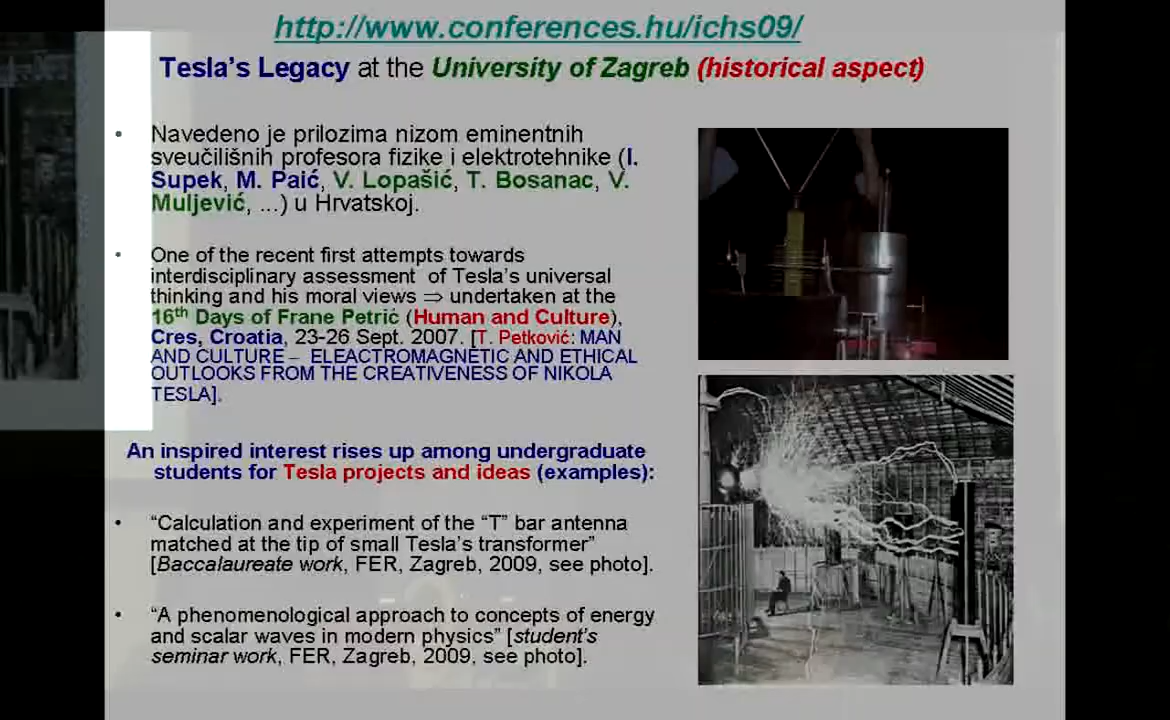 http://www.conferences.hu/ichs09/
Tesla's Legacy at the University of Zagreb (historical aspect)
• Navedeno je prilozima nizom eminentnih
sveučilišnih profesora fizike i elektrotehnike (I.
Supek, M. Paić, V. Lopašić, T. Bosanac, V.
Muljević, ...) u Hrvatskoj.
• One of the recent first attempts towards
interdisciplinary assessment of Tesla's universal
thinking and his moral views ⇒ undertaken at the
16th Days of Frane Petrić (Human and Culture),
Cres, Croatia, 23-26 Sept. 2007. [T. Petković: MAN
AND CULTURE – ELEACTROMAGNETIC AND ETHICAL
OUTLOOKS FROM THE CREATIVENESS OF NIKOLA
TESLA].
An inspired interest rises up among undergraduate
students for Tesla projects and ideas (examples):
• “Calculation and experiment of the “T” bar antenna
matched at the tip of small Tesla's transformer”
[Baccalaureate work, FER, Zagreb, 2009, see photo].
• “A phenomenological approach to concepts of energy
and scalar waves in modern physics” [student's
seminar work, FER, Zagreb, 2009, see photo].